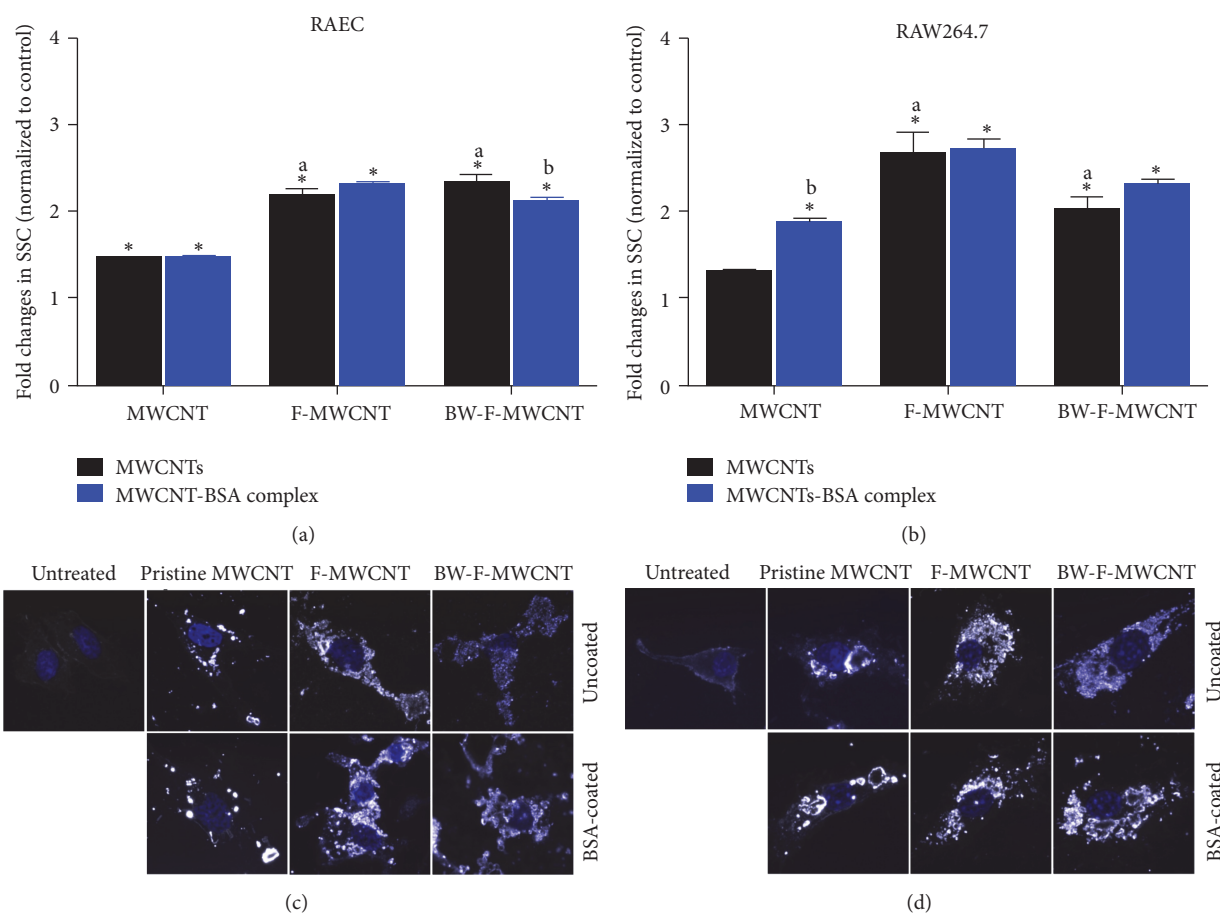 RAEC
Fold changes in SSC (normalized to control)
4
3
2
1
0
*
*
a
*
*
a
*
b
*
MWCNT
F-MWCNT
BW-F-MWCNT
MWCNTs
MWCNT-BSA complex
(a)
RAW264.7
Fold changes in SSC (normalized to control)
4
3
2
1
0
b
*
a
*
*
a
*
*
MWCNT
F-MWCNT
BW-F-MWCNT
MWCNTs
MWCNTs-BSA complex
(b)
Untreated
Pristine MWCNT
F-MWCNT
BW-F-MWCNT
Uncoated
BSA-coated
(c)
Untreated
Pristine MWCNT
F-MWCNT
BW-F-MWCNT
Uncoated
BSA-coated
(d)